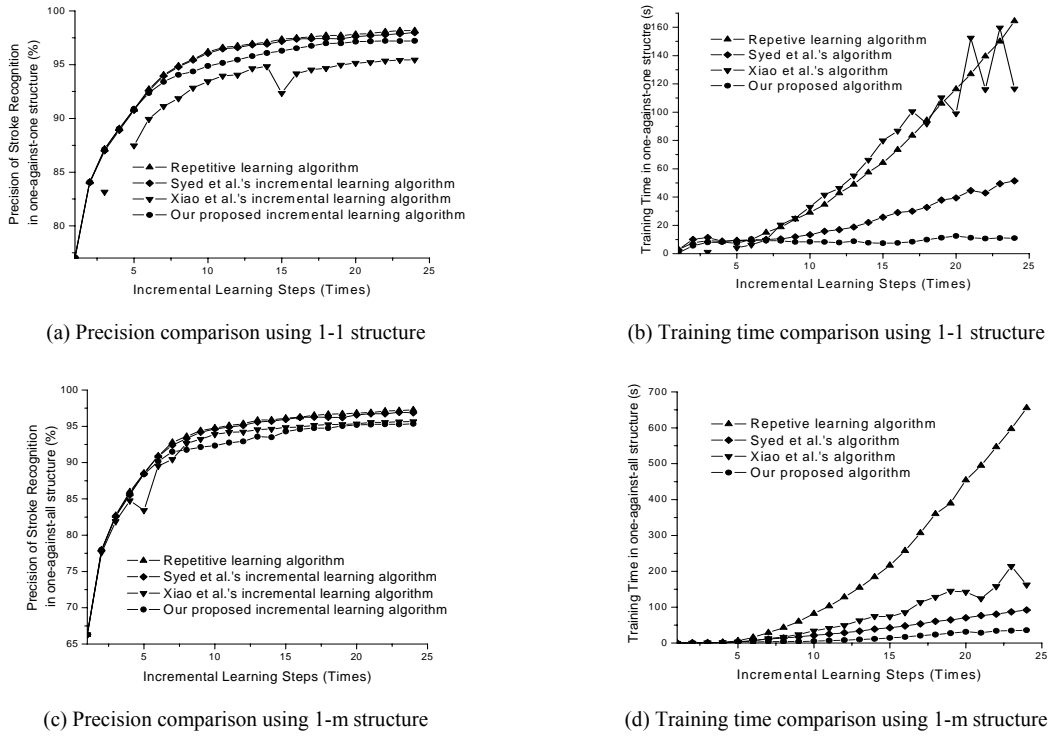 100
95
90
85
80
5
10
15
20
25
Precision of Stroke Recognition
in one-against-one structure (%)
Repetitive learning algorithm
Syed et al.'s incremental learning algorithm
Xiao et al.'s incremental learning algorithm
Our proposed incremental learning algorithm
Incremental Learning Steps (Times)
(a) Precision comparison using 1-1 structure
160
140
120
100
80
60
40
20
0
5
10
15
20
25
Training Time in one-against-one structre (s)
Repetive learning algorithm
Syed et al.'s algorithm
Xiao et al.'s algorithm
Our proposed algorithm
Incremental Learning Steps (Times)
(b) Training time comparison using 1-1 structure
100
95
90
85
80
75
70
65
5
10
15
20
25
Precision of Stroke Recognition
in one-against-all structure (%)
Repetitive learning algorithm
Syed et al.'s incremental learning algorithm
Xiao et al.'s incremental learning algorithm
Our proposed incremental learning algorithm
Incremental Learning Steps (Times)
(c) Precision comparison using 1-m structure
700
600
500
400
300
200
100
0
0
5
10
15
20
25
Training Time in one-against-all structure (s)
Repetive learning algorithm
Syed et al.'s algorithm
Xiao et al.'s algorithm
Our proposed algorithm
Incremental Learning Steps (Times)
(d) Training time comparison using 1-m structure